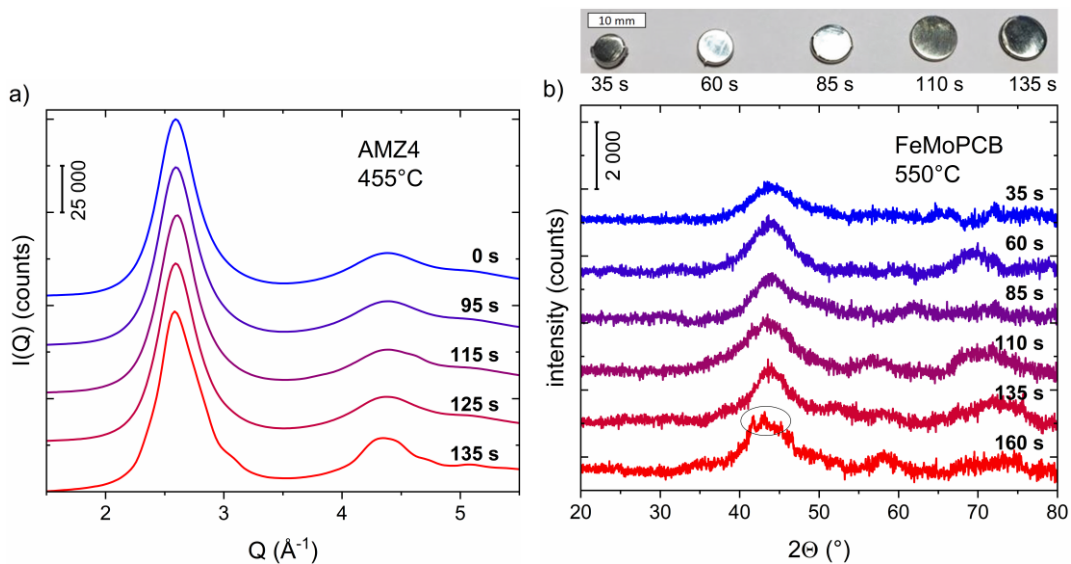 10 mm
35 s 60 s 85 s 110 s 135 s
a)
AMZ4
455°C
25 000
0 s
95 s
115 s
125 s
135 s
I(Q) (counts)
2 3 4 5
Q (Å⁻¹)
b)
FeMoPCB
550°C
2 000
35 s
60 s
85 s
110 s
135 s
160 s
intensity (counts)
20 30 40 50 60 70 80
2Θ (°)